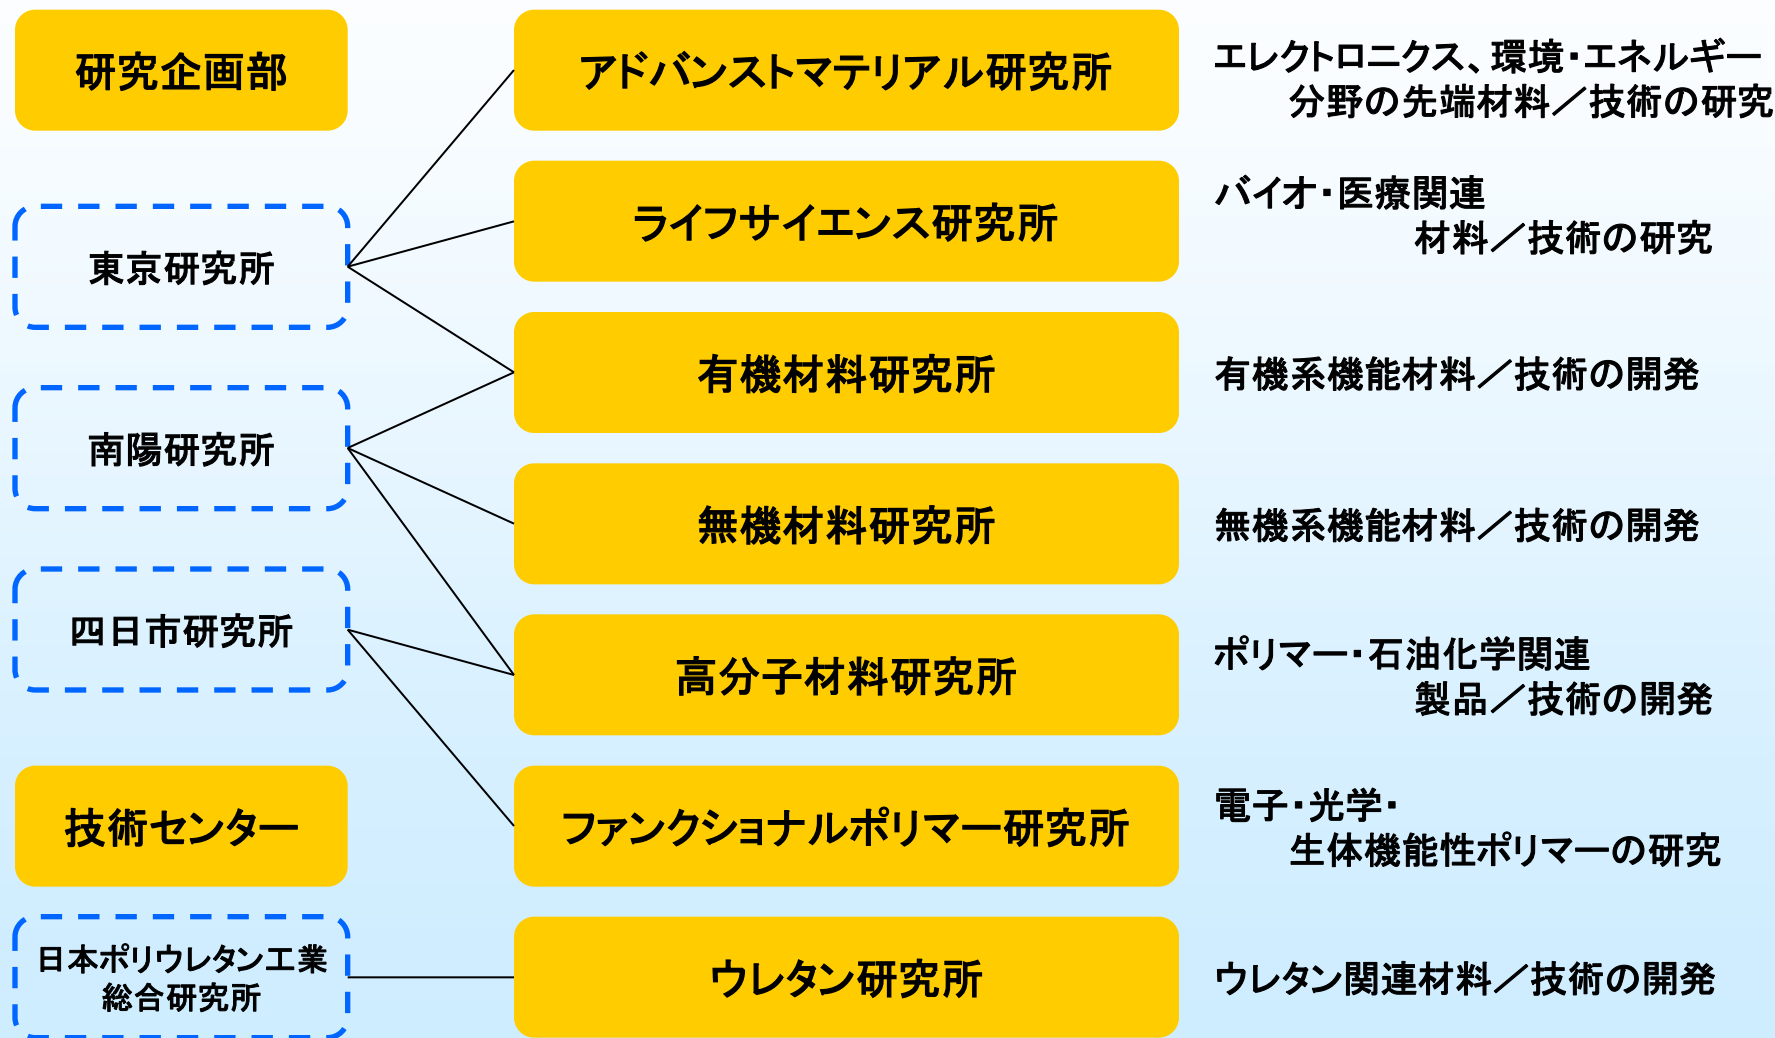 研究企画部
東京研究所
南陽研究所
四日市研究所
技術センター
日本ポリウレタン工業
総合研究所
アドバンストマテリアル研究所
エレクトロニクス、環境・エネルギー
分野の先端材料／技術の研究
ライフサイエンス研究所
バイオ・医療関連
材料／技術の研究
有機材料研究所
有機系機能材料／技術の開発
無機材料研究所
無機系機能材料／技術の開発
高分子材料研究所
ポリマー・石油化学関連
製品／技術の開発
ファンクショナルポリマー研究所
電子・光学・
生体機能性ポリマーの研究
ウレタン研究所
ウレタン関連材料／技術の開発